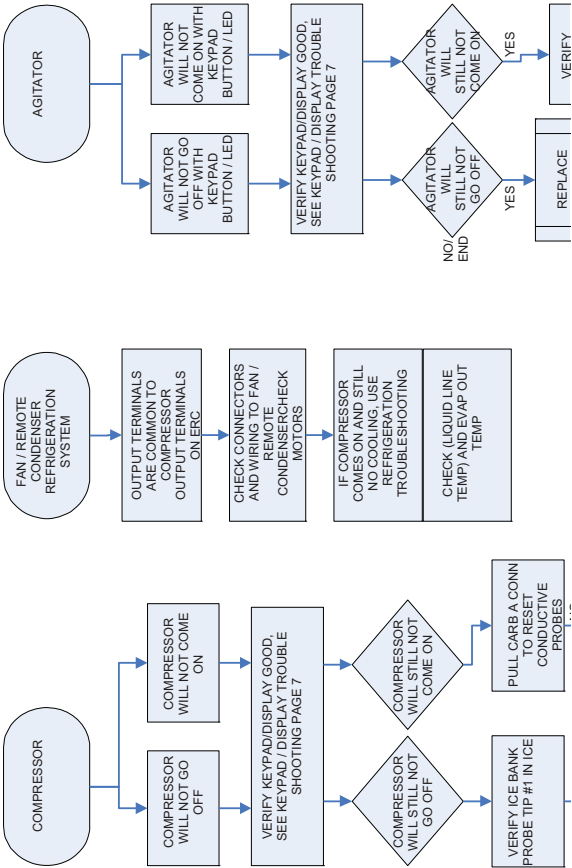 COMPRESSOR
COMPRESSOR
WILL NOT GO
OFF
COMPRESSOR
WILL NOT COME
ON
VERIFY KEYPAD/DISPLAY GOOD,
SEE KEYPAD / DISPLAY TROUBLE
SHOOTING PAGE 7
COMPRESSOR
WILL STILL NOT
GO OFF
COMPRESSOR
WILL STILL NOT
COME ON
VERIFY ICE BANK
PROBE TIP #1 IN ICE
PULL CARB A CONN
TO RESET
CONDUCTIVE
PROBES
NO
FAN / REMOTE
CONDENSER
REFRIGERATION
SYSTEM
OUTPUT TERMINALS
ARE COMMON TO
COMPRESSOR
OUTPUT TERMINALS
ON ERC
CHECK CONNECTORS
AND WIRING TO FAN /
REMOTE
CONDENSERCHECK
MOTORS
IF COMPRESSOR
COMES ON AND STILL
NO COOLING, USE
REFRIGERATION
TROUBLESHOOTING
CHECK (LIQUID LINE
TEMP) AND EVAP OUT
TEMP
AGITATOR
AGITATOR
WILL NOT GO
OFF WITH
KEYPAD
BUTTON / LED
AGITATOR
WILL NOT
COME ON WITH
KEYPAD
BUTTON / LED
VERIFY KEYPAD/DISPLAY GOOD,
SEE KEYPAD / DISPLAY TROUBLE
SHOOTING PAGE 7
AGITATOR
WILL
STILL NOT
GO OFF
AGITATOR
WILL
STILL NOT
COME ON
NO/
END
YES
YES
REPLACE
VERIFY